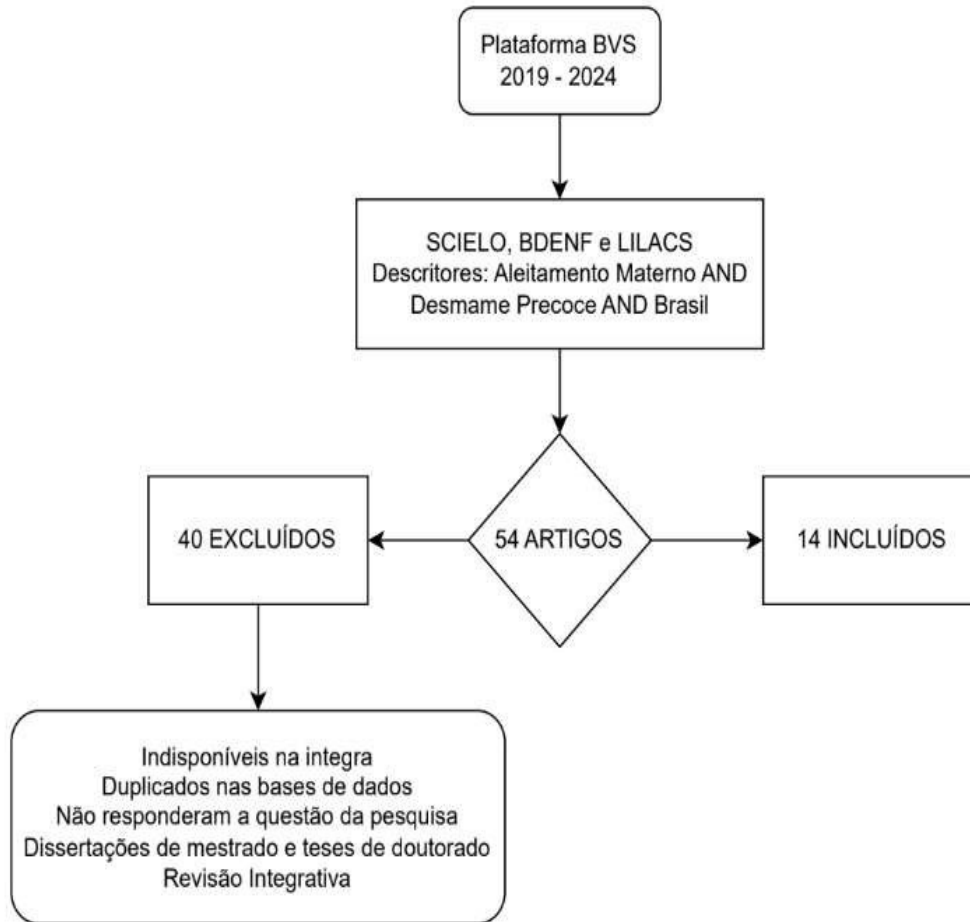 Plataforma BVS
2019 - 2024
SCIELO, BDENF e LILACS
Descritores: Aleitamento Materno AND
Desmame Precoce AND Brasil
40 EXCLUÍDOS
54 ARTIGOS
14 INCLUÍDOS
Indisponíveis na integra
Duplicados nas bases de dados
Não responderam a questão da pesquisa
Dissertações de mestrado e teses de doutorado
Revisão Integrativa